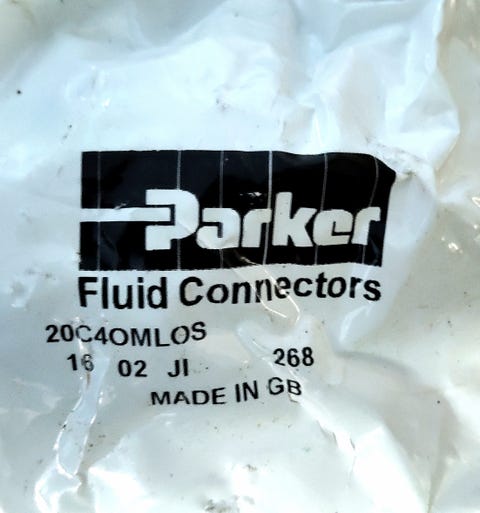 Parker
Fluid Connectors
20C4OMLOS
16 02 JI 268
MADE IN GB